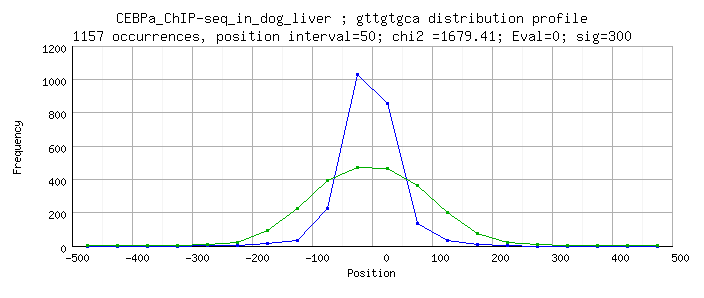 CEBPa_ChIP-seq_in_dog_liver ; gttgtgca distribution profile
1157 occurrences, position interval=50; chi2 =1679.41; Eval=0; sig=300
1200
1000
800
600
400
200
0
Frequency
-500 -400 -300 -200 -100 0 100 200 300 400 500
Position